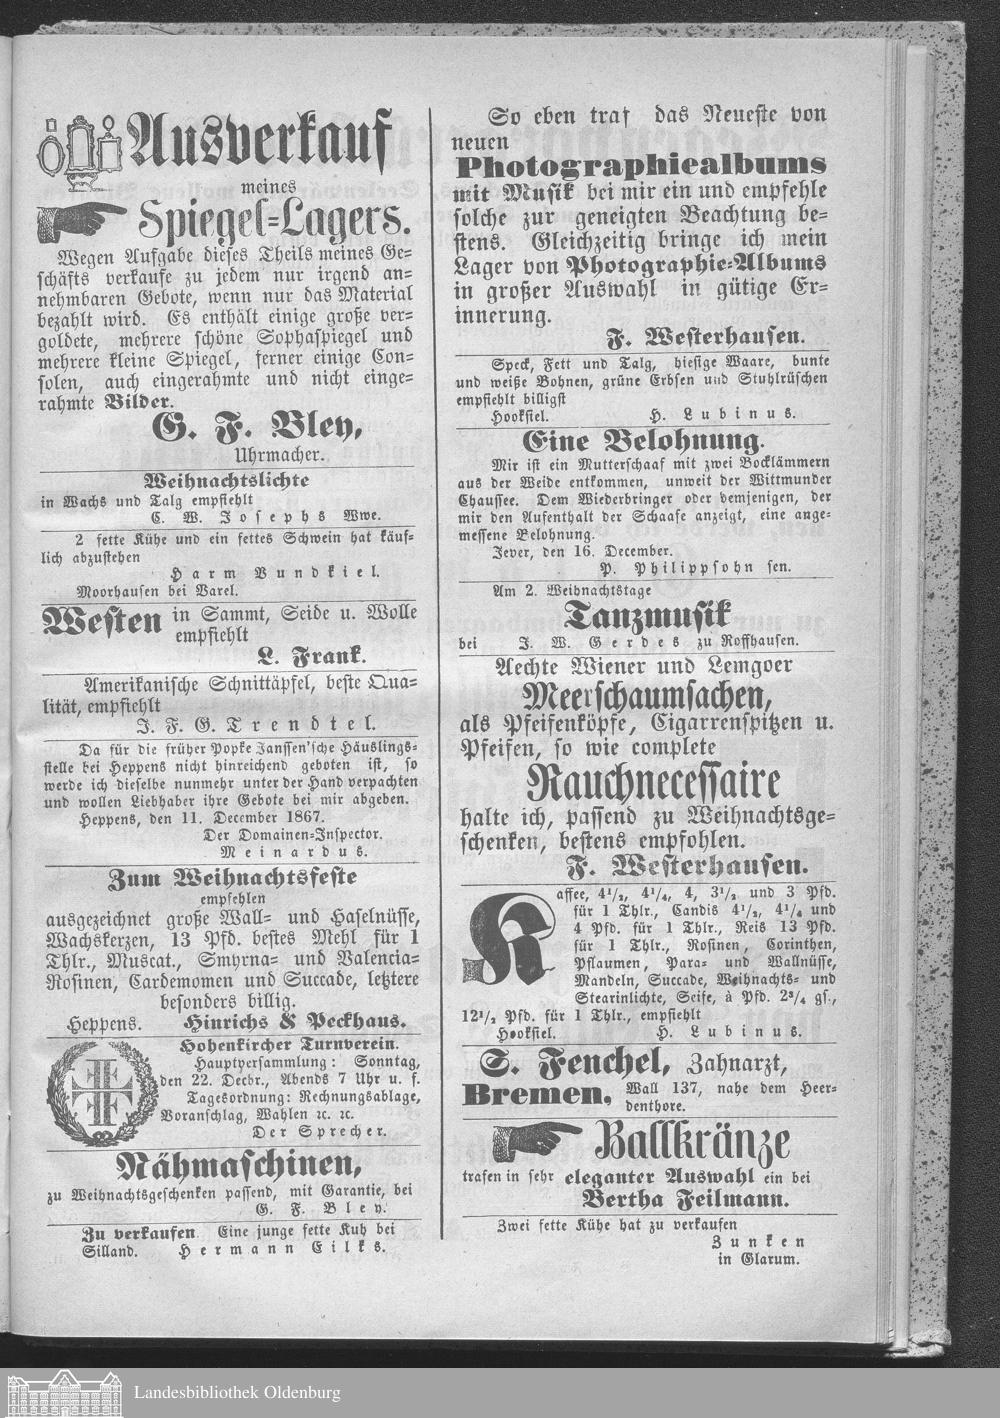 Ausverkauf
meines
Spiegel-Lagers.
Wegen Aufgabe dieses Theils meines Ge-
schäfts verkaufe zu jedem nur irgend an-
nehmbaren Gebote, wenn nur das Material
bezahlt wird. Es enthält einige große ver-
goldete, mehrere schöne Sophaspiegel und
mehrere kleine Spiegel, ferner einige Con-
solen, auch eingerahmte und nicht einge-
rahmte Bilder.
G. F. Bley,
Uhrmacher.
Weihnachtslichte
in Wachs und Talg empfiehlt
C. W. Josephs Wwe.
2 fette Kühe und ein fettes Schwein hat käuf-
lich abzustehen
Harm Bundkiel.
Moorhausen bei Varel.
Westen in Sammt, Seide u. Wolle
empfiehlt
L. Frank.
Amerikanische Schnittäpfel, beste Qua-
lität, empfiehlt
J. F. G. Trendtel.
Da für die früher Popke Janssen'sche Häuslings-
stelle bei Heppens nicht hinreichend geboten ist, so
werde ich dieselbe nunmehr unter der Hand verpachten
und wollen Liebhaber ihre Gebote bei mir abgeben.
Heppens, den 11. December 1867.
Der Domainen-Inspector.
Meinardus.
Zum Weihnachtsfeste
empfehlen
ausgezeichnet große Wall- und Haselnüsse,
Wachskerzen, 13 Pfd. bestes Mehl für 1
Thlr., Muscat., Smyrna- und Valencia-
Rosinen, Cardemomen und Succade, letztere
besonders billig.
Heppens. Hinrichs & Peckhaus.
Hohenkircher Turnverein.
Hauptversammlung: Sonntag,
den 22. Decbr., Abends 7 Uhr u. s.
Tagesordnung: Rechnungsablage,
Voranschlag, Wahlen ꝛc. ꝛc.
Der Sprecher.
Nähmaschinen,
zu Weihnachtsgeschenken passend, mit Garantie, bei
G. F. Bley.
Zu verkaufen. Eine junge fette Kuh bei
Silland. Hermann Eilks.
So eben traf das Neueste von
neuen
Photographiealbums
mit Musik bei mir ein und empfehle
solche zur geneigten Beachtung be-
stens. Gleichzeitig bringe ich mein
Lager von Photographie-Albums
in großer Auswahl in gütige Er-
innerung.
F. Westerhausen.
Speck, Fett und Talg, hiesige Waare, bunte
und weiße Bohnen, grüne Erbsen und Stuhlrüschen
empfiehlt billigst
Hooksiel. H. Lubinus.
Eine Belohnung.
Mir ist ein Mutterschaaf mit zwei Bocklämmern
aus der Weide entkommen, unweit der Wittmunder
Chaussee. Dem Wiederbringer oder demjenigen, der
mir den Aufenthalt der Schaafe anzeigt, eine ange-
messene Belohnung.
Jever, den 16. December.
P. Philippsohn sen.
Am 2. Weihnachtstage
Tanzmusik
bei J. W. Gerdes zu Roffhausen.
Aechte Wiener und Lemgoer
Meerschaumsachen,
als Pfeifenköpfe, Cigarrenspitzen u.
Pfeifen, so wie complete
Rauchnecessaire
halte ich, passend zu Weihnachtsge-
schenken, bestens empfohlen.
F. Westerhausen.
Kaffee, 4½, 4¼, 4, 3½ und 3 Pfd.
für 1 Thlr., Candis 4½, 4¼ und
4 Pfd. für 1 Thlr., Reis 13 Pfd.
für 1 Thlr., Rosinen, Corinthen,
Pflaumen, Para- und Wallnüsse,
Mandeln, Succade, Weihnachts- und
Stearinlichte, Seife, à Pfd. 2¾ gs.,
12½ Pfd. für 1 Thlr., empfiehlt
Hooksiel. H. Lubinus.
S. Fenchel, Zahnarzt,
Bremen, Wall 137, nahe dem Heer-
denthore.
Ballkränze
trafen in sehr eleganter Auswahl ein bei
Bertha Feilmann.
Zwei fette Kühe hat zu verkaufen
Zunken
in Glarum.
Landesbibliothek Oldenburg